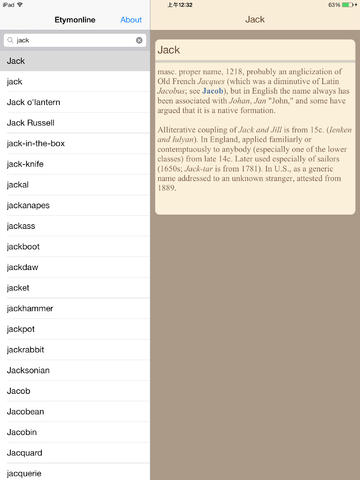 iPad 上午12:32 63%
Etymonline About
jack
Jack
jack
Jack o'lantern
Jack Russell
jack-in-the-box
jack-knife
jackal
jackanapes
jackass
jackboot
jackdaw
jacket
jackhammer
jackpot
jackrabbit
Jacksonian
Jacob
Jacobean
Jacobin
Jacquard
jacquerie
Jack
Jack
masc. proper name, 1218, probably an anglicization of
Old French Jacques (which was a diminutive of Latin
Jacobus; see Jacob), but in English the name always has
been associated with Johan, Jan "John," and some have
argued that it is a native formation.
Alliterative coupling of Jack and Jill is from 15c. (Ienken
and Iulyan). In England, applied familiarly or
contemptuously to anybody (especially one of the lower
classes) from late 14c. Later used especially of sailors
(1650s; Jack-tar is from 1781). In U.S., as a generic
name addressed to an unknown stranger, attested from
1889.